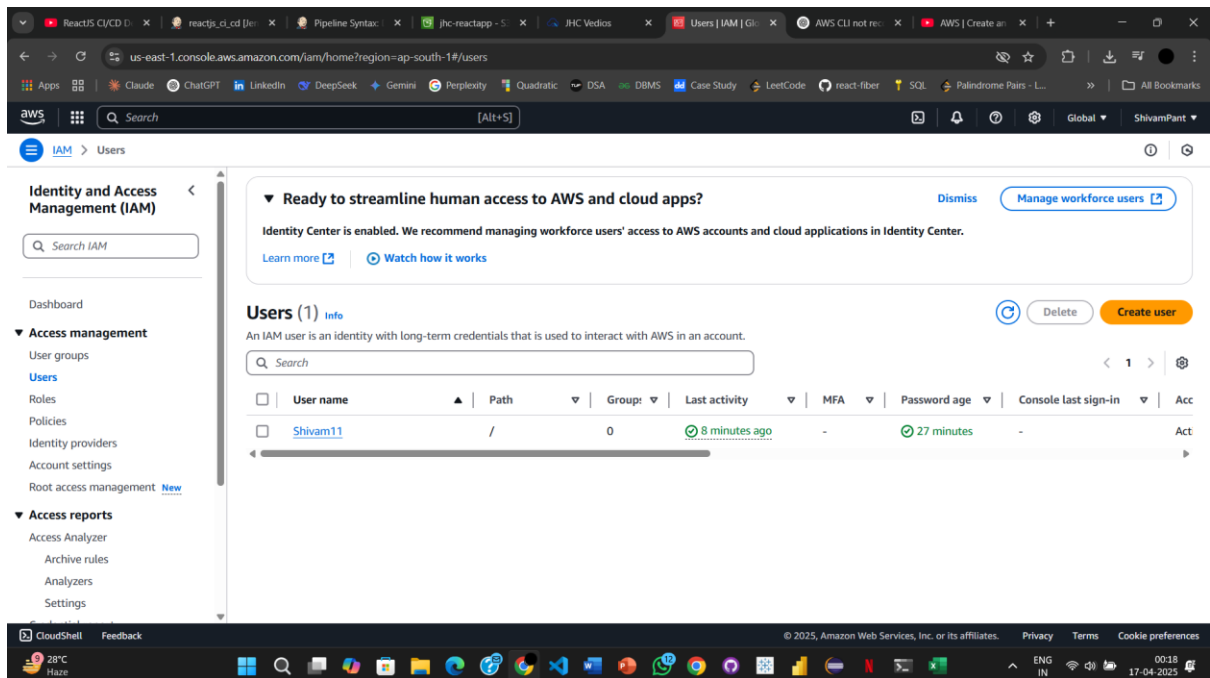 ReactJS CI/CD D
reactjs_ci_cd [Jen
Pipeline Syntax:
jhc-reactapp - S3
JHC Vedios
Users | IAM | Glo
AWS CLI not rec
AWS | Create an
us-east-1.console.aws.amazon.com/iam/home?region=ap-south-1#/users
Apps
Claude
ChatGPT
LinkedIn
DeepSeek
Gemini
Perplexity
Quadratic
DSA
DBMS
Case Study
LeetCode
react-fiber
SQL
Palindrome Pairs - L...
All Bookmarks
aws
Search
[Alt+S]
Global
ShivamPant
IAM > Users
Identity and Access
Management (IAM)
Search IAM
Dashboard
Access management
User groups
Users
Roles
Policies
Identity providers
Account settings
Root access management New
Access reports
Access Analyzer
Archive rules
Analyzers
Settings
Ready to streamline human access to AWS and cloud apps?
Dismiss
Manage workforce users
Identity Center is enabled. We recommend managing workforce users' access to AWS accounts and cloud applications in Identity Center.
Learn more
Watch how it works
Users (1) Info
Delete
Create user
An IAM user is an identity with long-term credentials that is used to interact with AWS in an account.
Search
1
User name
Path
Group:
Last activity
MFA
Password age
Console last sign-in
Acc
Shivam11
/
0
8 minutes ago
-
27 minutes
-
Acti
CloudShell
Feedback
© 2025, Amazon Web Services, Inc. or its affiliates.
Privacy
Terms
Cookie preferences
9
28°C
Haze
ENG
IN
00:18
17-04-2025